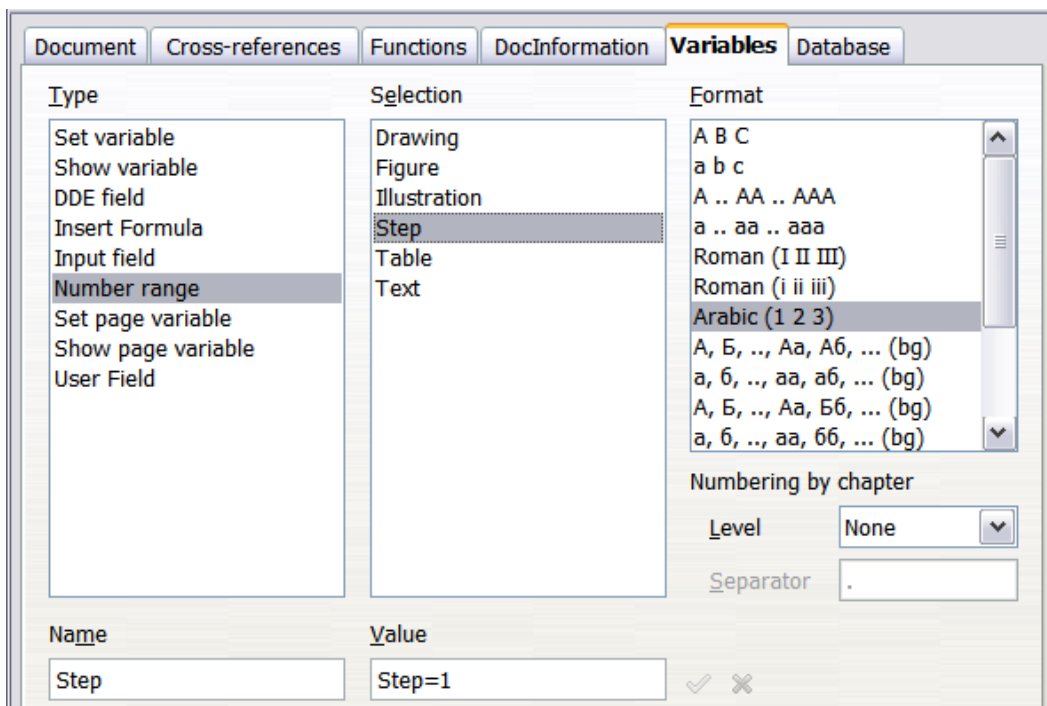 Document Cross-references Functions DocInformation Variables Database
Type
Set variable
Show variable
DDE field
Insert Formula
Input field
Number range
Set page variable
Show page variable
User Field
Selection
Drawing
Figure
Illustration
Step
Table
Text
Format
A B C
a b c
A .. AA .. AAA
a .. aa .. aaa
Roman (I II III)
Roman (i ii iii)
Arabic (1 2 3)
А, Б, .., Аа, Аб, ... (bg)
а, б, .., аа, аб, ... (bg)
А, Б, .., Аа, Бб, ... (bg)
а, б, .., аа, бб, ... (bg)
Numbering by chapter
Level None
Separator .
Name
Step
Value
Step=1